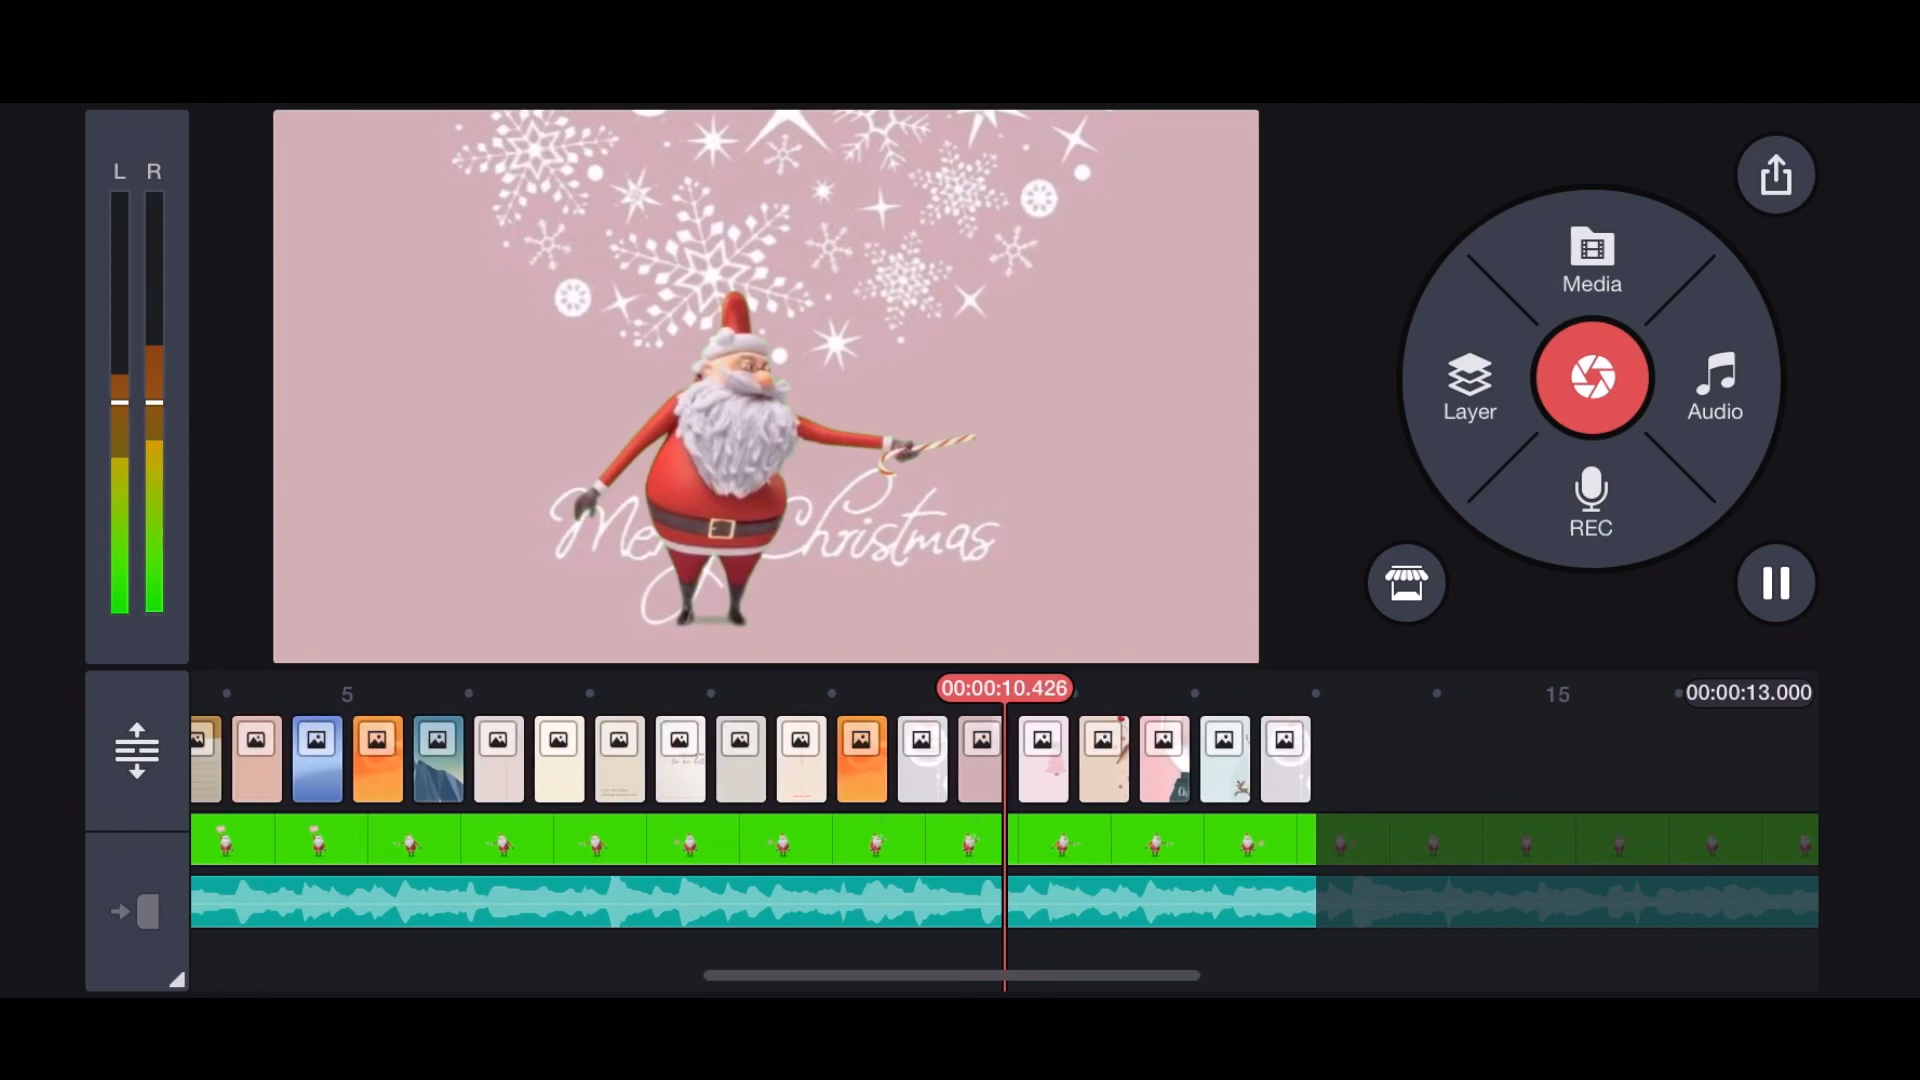 L R
Media
Layer
Audio
REC
Merry Christmas
5
00:00:10.426
15
00:00:13.000